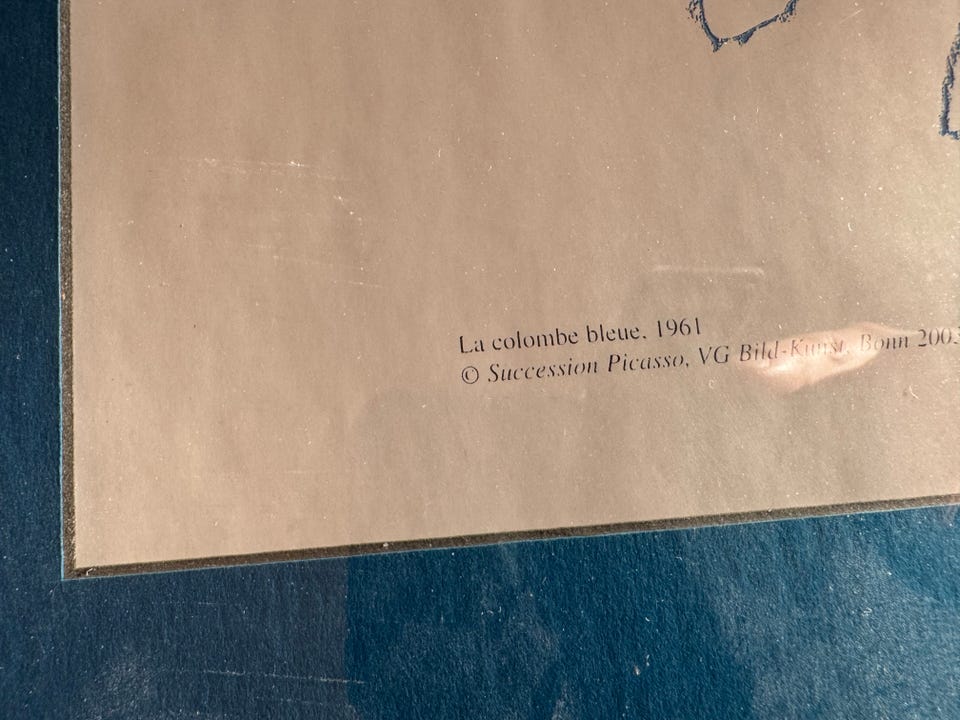 La colombe bleue, 1961
© Succession Picasso, VG Bild-Kunst, Bonn 2003